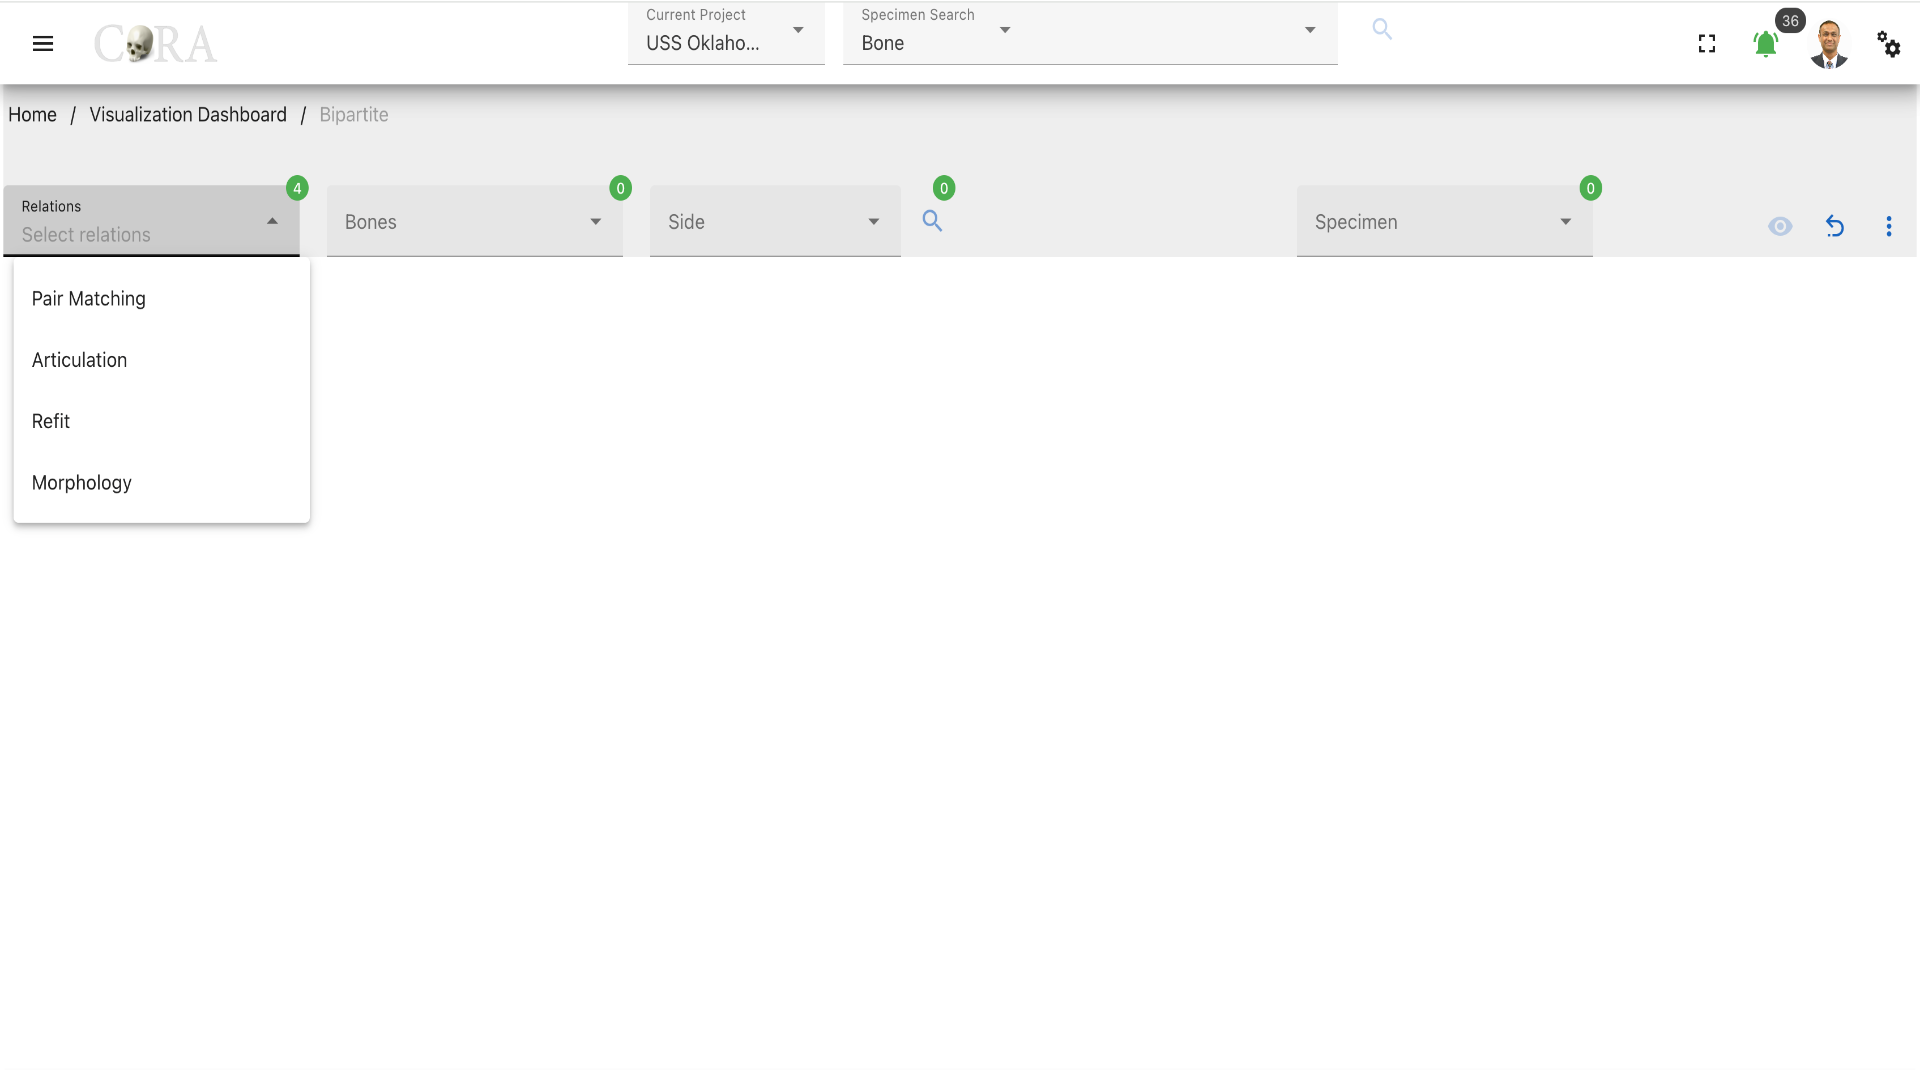 CORA
Current Project
USS Oklaho...
Specimen Search
Bone
36
Home / Visualization Dashboard / Bipartite
Relations
Select relations
4
Bones
0
Side
0
Specimen
0
Pair Matching
Articulation
Refit
Morphology